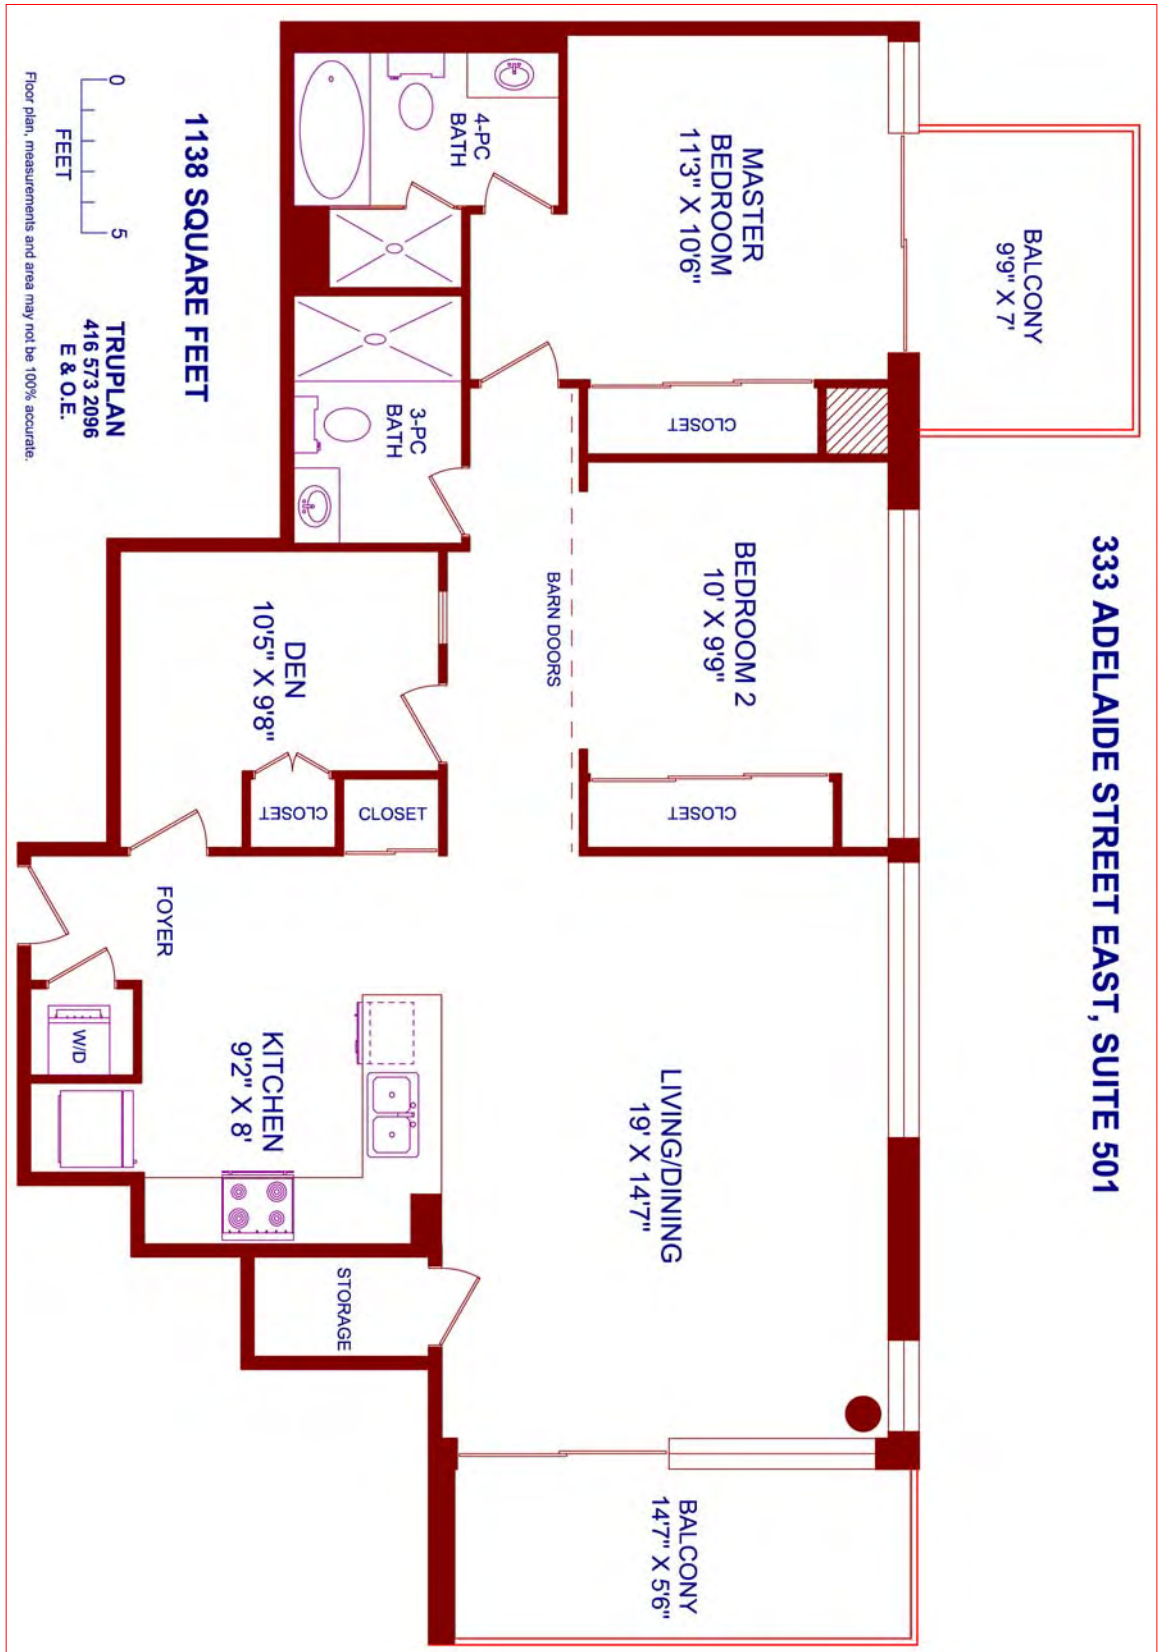 333 ADELAIDE STREET EAST, SUITE 501
BALCONY
9'9" X 7'
MASTER
BEDROOM
11'3" X 10'6"
4-PC
BATH
CLOSET
BEDROOM 2
10' X 9'9"
CLOSET
BARN DOORS
3-PC
BATH
DEN
10'5" X 9'8"
CLOSET
CLOSET
FOYER
W/D
KITCHEN
9'2" X 8'
LIVING/DINING
19' X 14'7"
STORAGE
BALCONY
14'7" X 5'6"
1138 SQUARE FEET
0 5
FEET
TRUPLAN
416 573 2096
E & O.E.
Floor plan, measurements and area may not be 100% accurate.